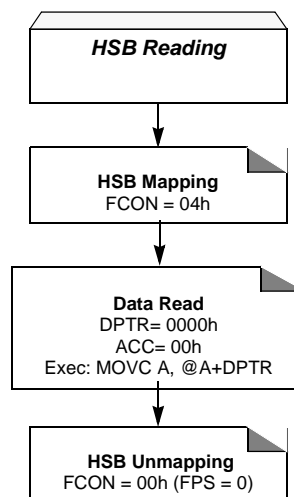 HSB Reading
HSB Mapping
FCON = 04h
Data Read
DPTR= 0000h
ACC= 00h
Exec: MOVC A, @A+DPTR
HSB Unmapping
FCON = 00h (FPS = 0)